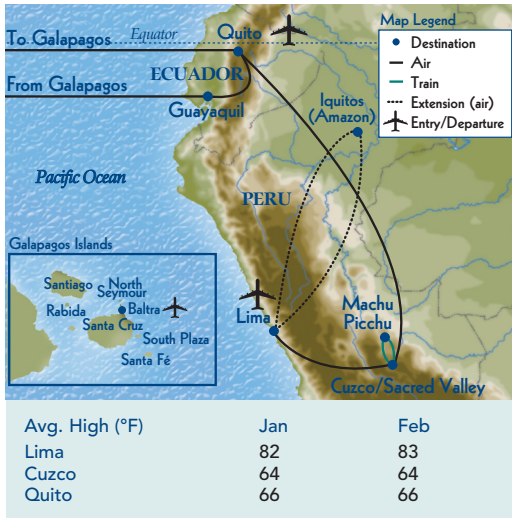 To Galapagos
Equator
Quito
Map Legend
Destination
Air
Train
Extension (air)
Entry/Departure
ECUADOR
From Galapagos
Guayaquil
Iquitos
(Amazon)
Pacific Ocean
PERU
Galapagos Islands
Santiago
North
Seymour
Rabida
Baltra
Santa Cruz
South Plaza
Santa Fé
Lima
Machu
Picchu
Cuzco/Sacred Valley
Avg. High (°F) Jan Feb
Lima 82 83
Cuzco 64 64
Quito 66 66